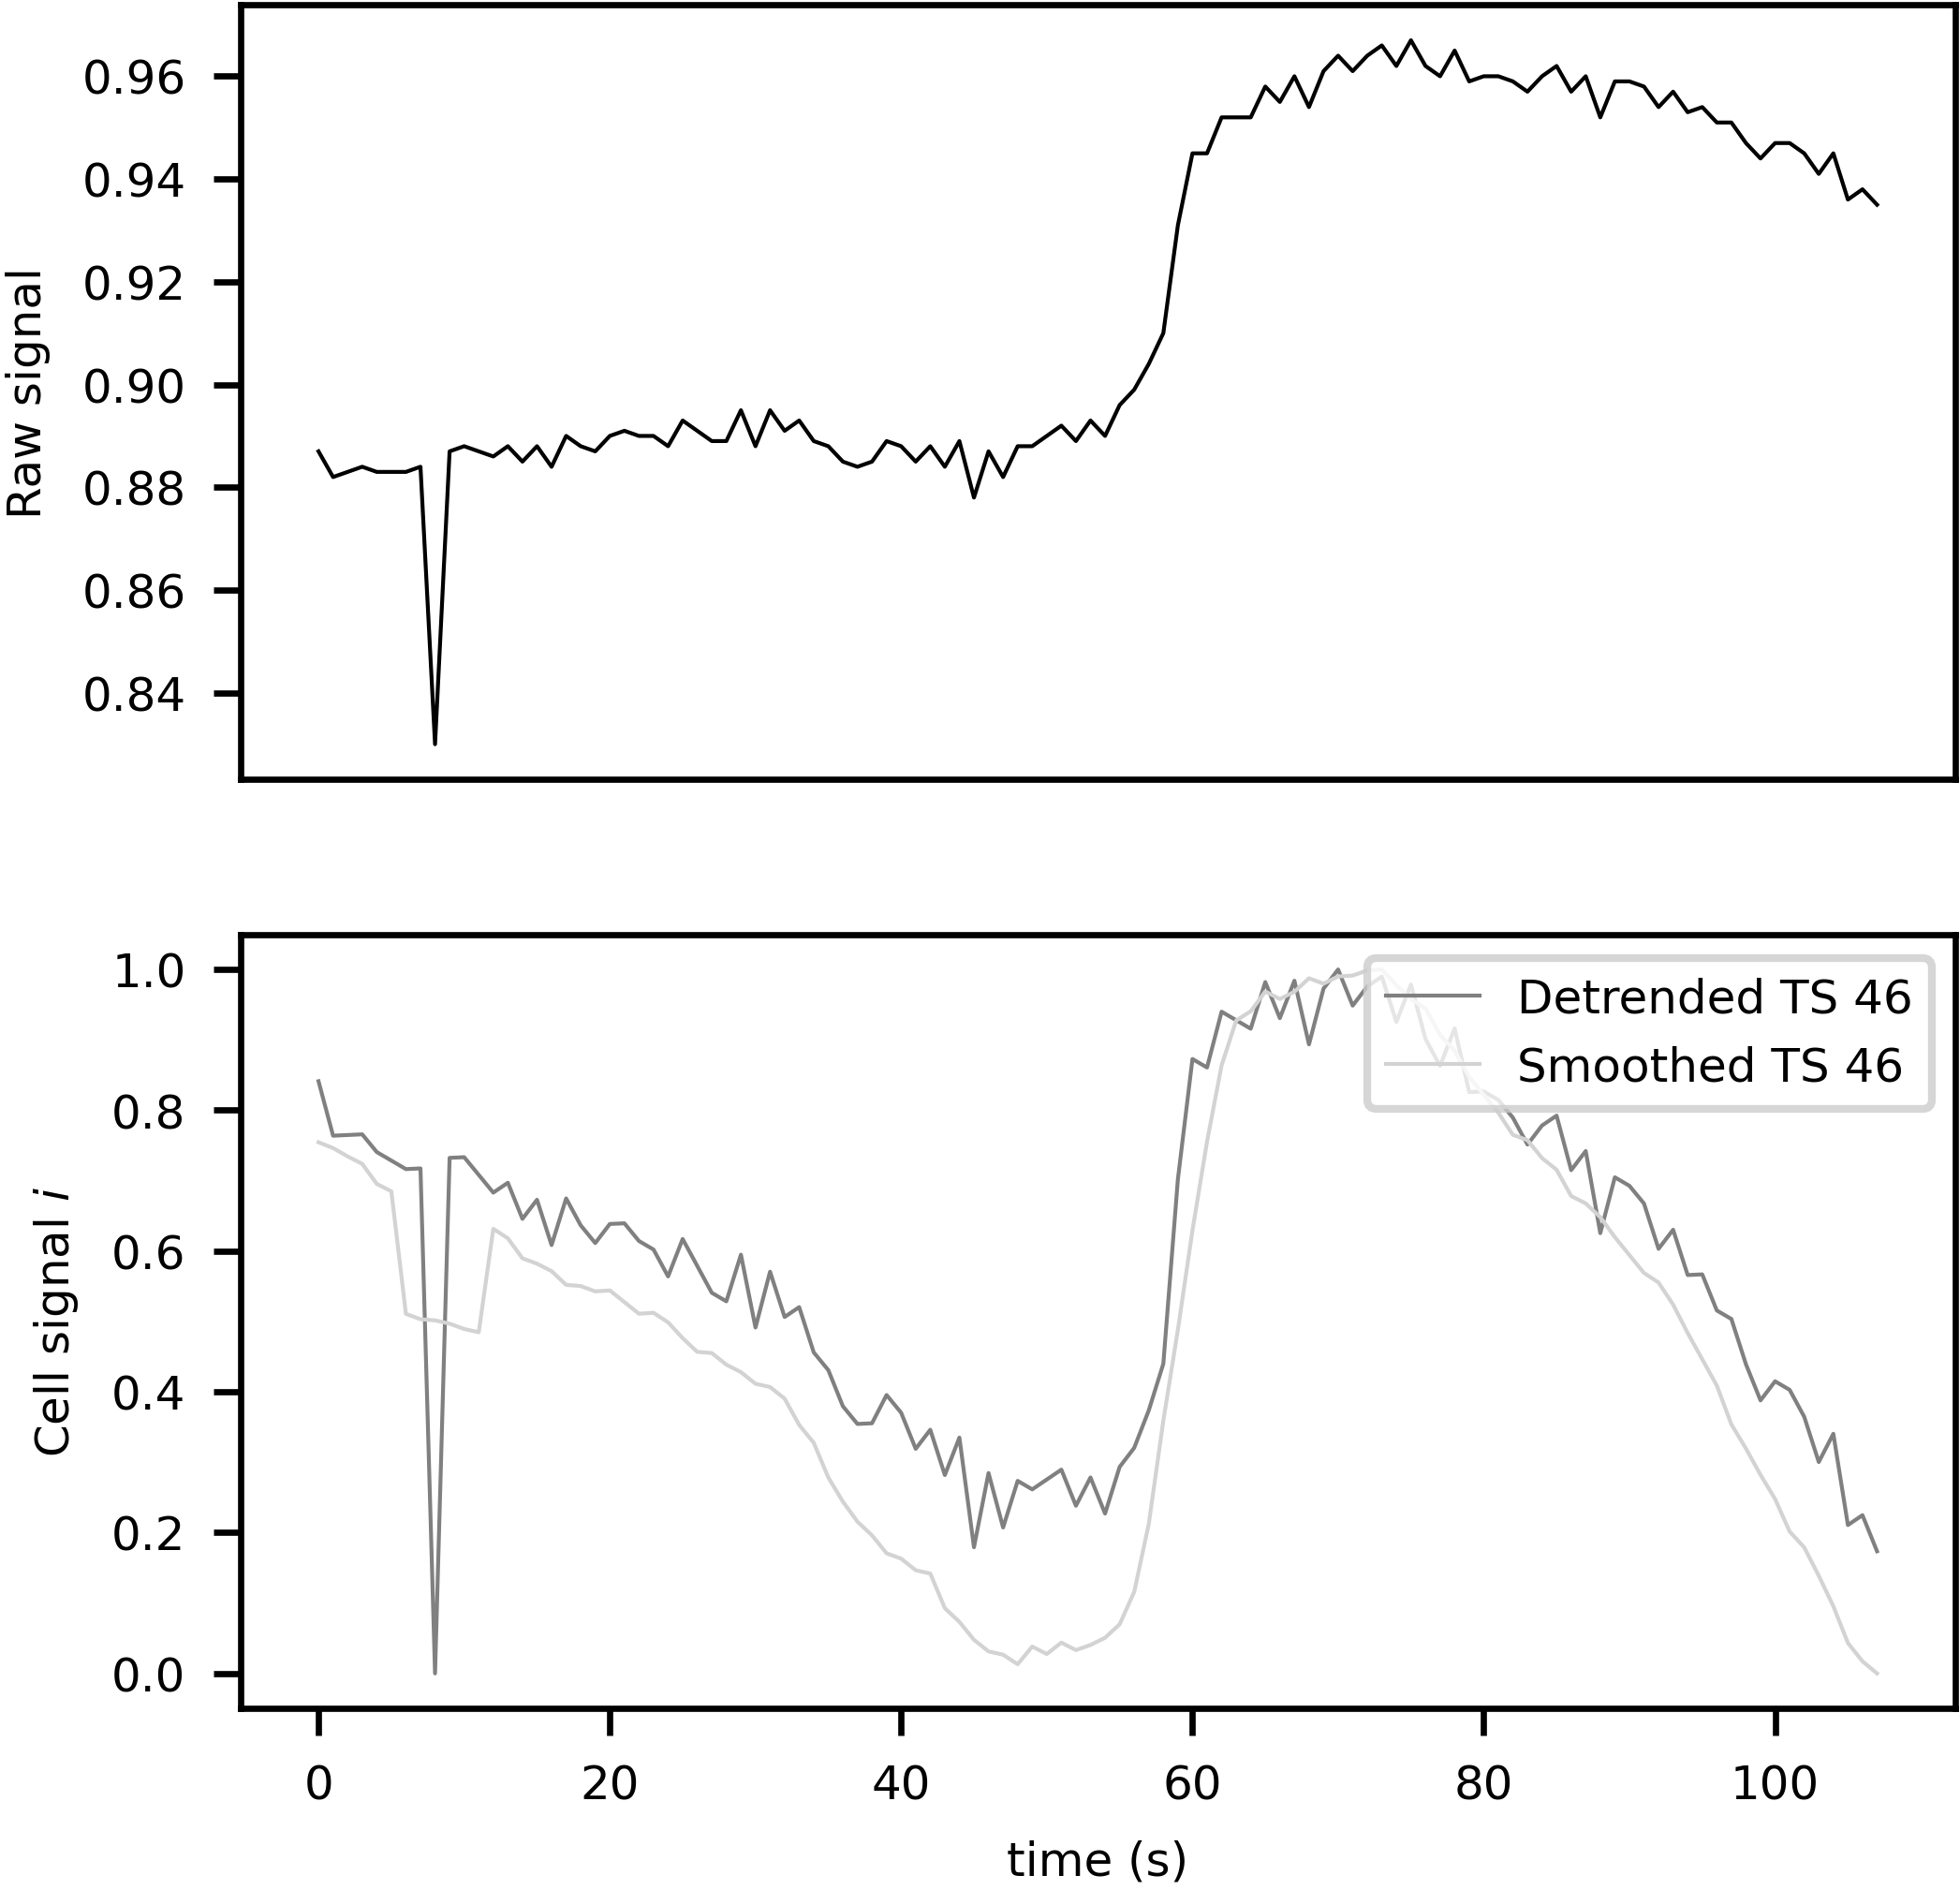 Raw signal
0.96
0.94
0.92
0.90
0.88
0.86
0.84
Cell signal i
1.0
0.8
0.6
0.4
0.2
0.0
Detrended TS 46
Smoothed TS 46
0 20 40 60 80 100
time (s)